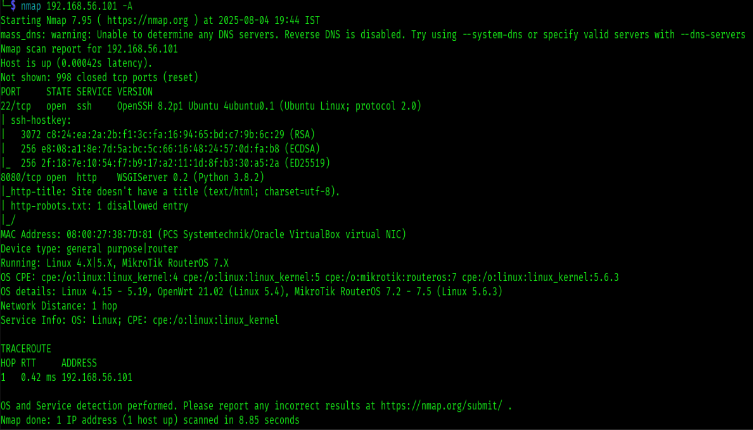 └─$ nmap 192.168.56.101 -A
Starting Nmap 7.95 ( https://nmap.org ) at 2025-08-04 19:44 IST
mass_dns: warning: Unable to determine any DNS servers. Reverse DNS is disabled. Try using --system-dns or specify valid servers with --dns-servers
Nmap scan report for 192.168.56.101
Host is up (0.00042s latency).
Not shown: 998 closed tcp ports (reset)
PORT     STATE SERVICE VERSION
22/tcp   open  ssh     OpenSSH 8.2p1 Ubuntu 4ubuntu0.1 (Ubuntu Linux; protocol 2.0)
| ssh-hostkey:
|   3072 c8:24:ea:2a:2b:f1:3c:fa:16:94:65:bd:c7:9b:6c:29 (RSA)
|   256 e8:08:a1:8e:7d:5a:bc:5c:66:16:48:24:57:0d:fa:b8 (ECDSA)
|_  256 2f:18:7e:10:54:f7:b9:17:a2:11:1d:8f:b3:30:a5:2a (ED25519)
8080/tcp open  http    WSGIServer 0.2 (Python 3.8.2)
|_http-title: Site doesn't have a title (text/html; charset=utf-8).
| http-robots.txt: 1 disallowed entry
|_/
MAC Address: 08:00:27:38:7D:81 (PCS Systemtechnik/Oracle VirtualBox virtual NIC)
Device type: general purpose|router
Running: Linux 4.X|5.X, MikroTik RouterOS 7.X
OS CPE: cpe:/o:linux:linux_kernel:4 cpe:/o:linux:linux_kernel:5 cpe:/o:mikrotik:routeros:7 cpe:/o:linux:linux_kernel:5.6.3
OS details: Linux 4.15 - 5.19, OpenWrt 21.02 (Linux 5.4), MikroTik RouterOS 7.2 - 7.5 (Linux 5.6.3)
Network Distance: 1 hop
Service Info: OS: Linux; CPE: cpe:/o:linux:linux_kernel
TRACEROUTE
HOP RTT     ADDRESS
1   0.42 ms 192.168.56.101
OS and Service detection performed. Please report any incorrect results at https://nmap.org/submit/ .
Nmap done: 1 IP address (1 host up) scanned in 8.85 seconds